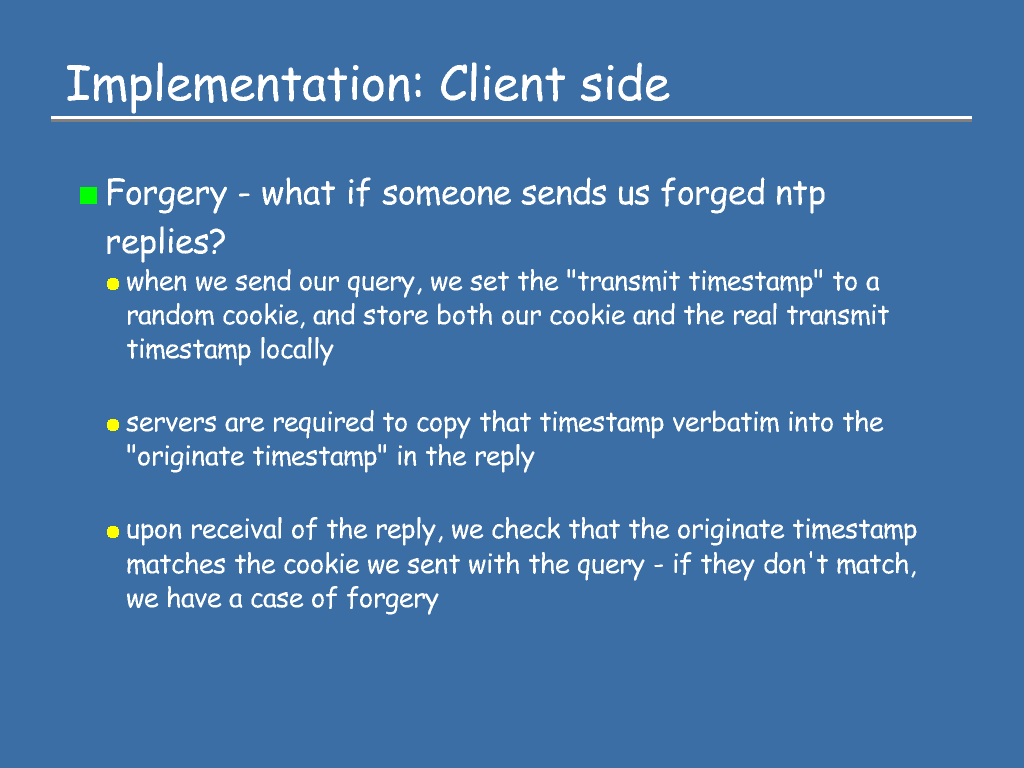 Implementation: Client side
Forgery - what if someone sends us forged ntp
replies?
when we send our query, we set the "transmit timestamp" to a
random cookie, and store both our cookie and the real transmit
timestamp locally
servers are required to copy that timestamp verbatim into the
"originate timestamp" in the reply
upon receival of the reply, we check that the originate timestamp
matches the cookie we sent with the query - if they don't match,
we have a case of forgery